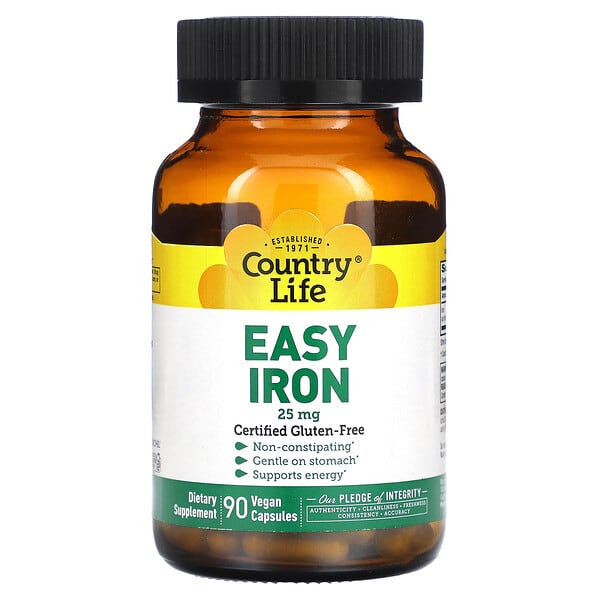 ESTABLISHED
1971
Country®
Life
EASY
IRON
25 mg
Certified Gluten-Free
Non-constipating*
Gentle on stomach*
Supports energy*
Dietary
Supplement
90 Vegan
Capsules
Our PLEDGE of INTEGRITY
AUTHENTICITY • CLEANLINESS • FRESHNESS
CONSISTENCY • ACCURACY